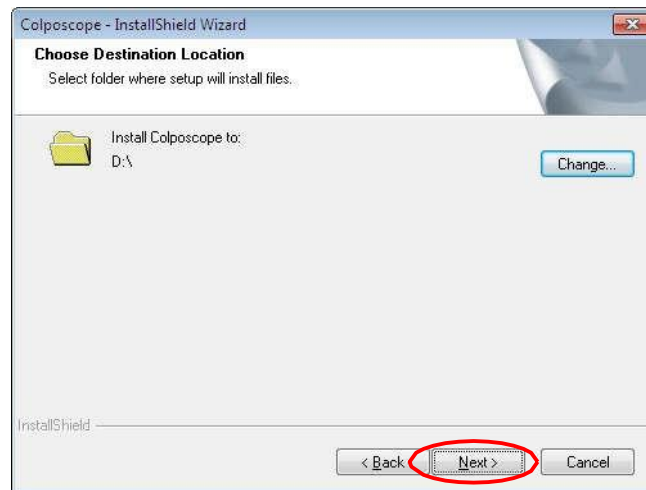 Colposcope - InstallShield Wizard
Choose Destination Location
Select folder where setup will install files.
Install Colposcope to:
D:\
Change...
InstallShield
< Back
Next >
Cancel